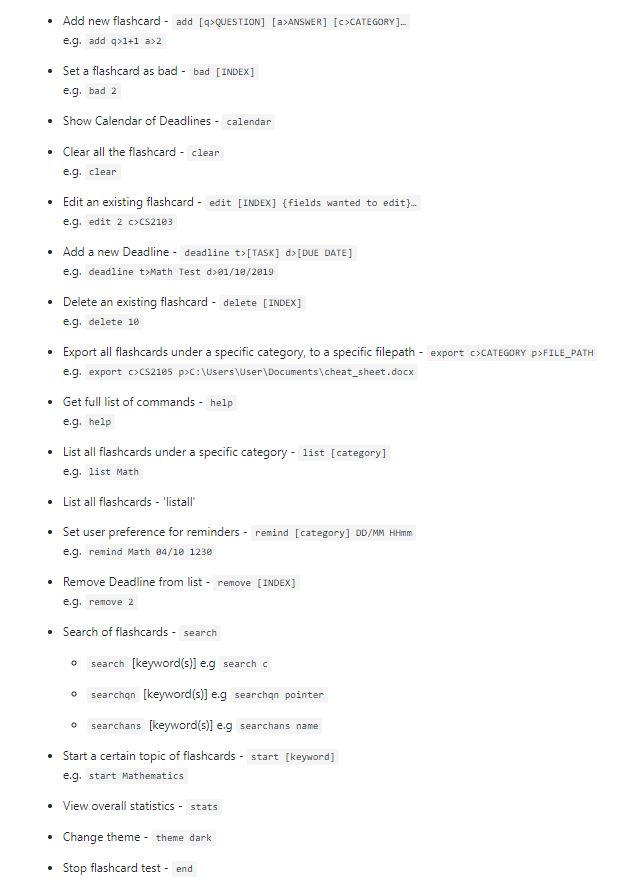 Add new flashcard - add [q>QUESTION] [a>ANSWER] [c>CATEGORY]…
e.g. add q>1+1 a>2
Set a flashcard as bad - bad [INDEX]
e.g. bad 2
Show Calendar of Deadlines - calendar
Clear all the flashcard - clear
e.g. clear
Edit an existing flashcard - edit [INDEX] {fields wanted to edit}…
e.g. edit 2 c>CS2103
Add a new Deadline - deadline t>[TASK] d>[DUE DATE]
e.g. deadline t>Math Test d>01/10/2019
Delete an existing flashcard - delete [INDEX]
e.g. delete 10
Export all flashcards under a specific category, to a specific filepath - export c>CATEGORY p>FILE_PATH
e.g. export c>CS2105 p>C:\Users\User\Documents\cheat_sheet.docx
Get full list of commands - help
e.g. help
List all flashcards under a specific category - list [category]
e.g. list Math
List all flashcards - 'listall'
Set user preference for reminders - remind [category] DD/MM HHmm
e.g. remind Math 04/10 1230
Remove Deadline from list - remove [INDEX]
e.g. remove 2
Search of flashcards - search
search [keyword(s)] e.g search c
searchqn [keyword(s)] e.g searchqn pointer
searchans [keyword(s)] e.g searchans name
Start a certain topic of flashcards - start [keyword]
e.g. start Mathematics
View overall statistics - stats
Change theme - theme dark
Stop flashcard test - end